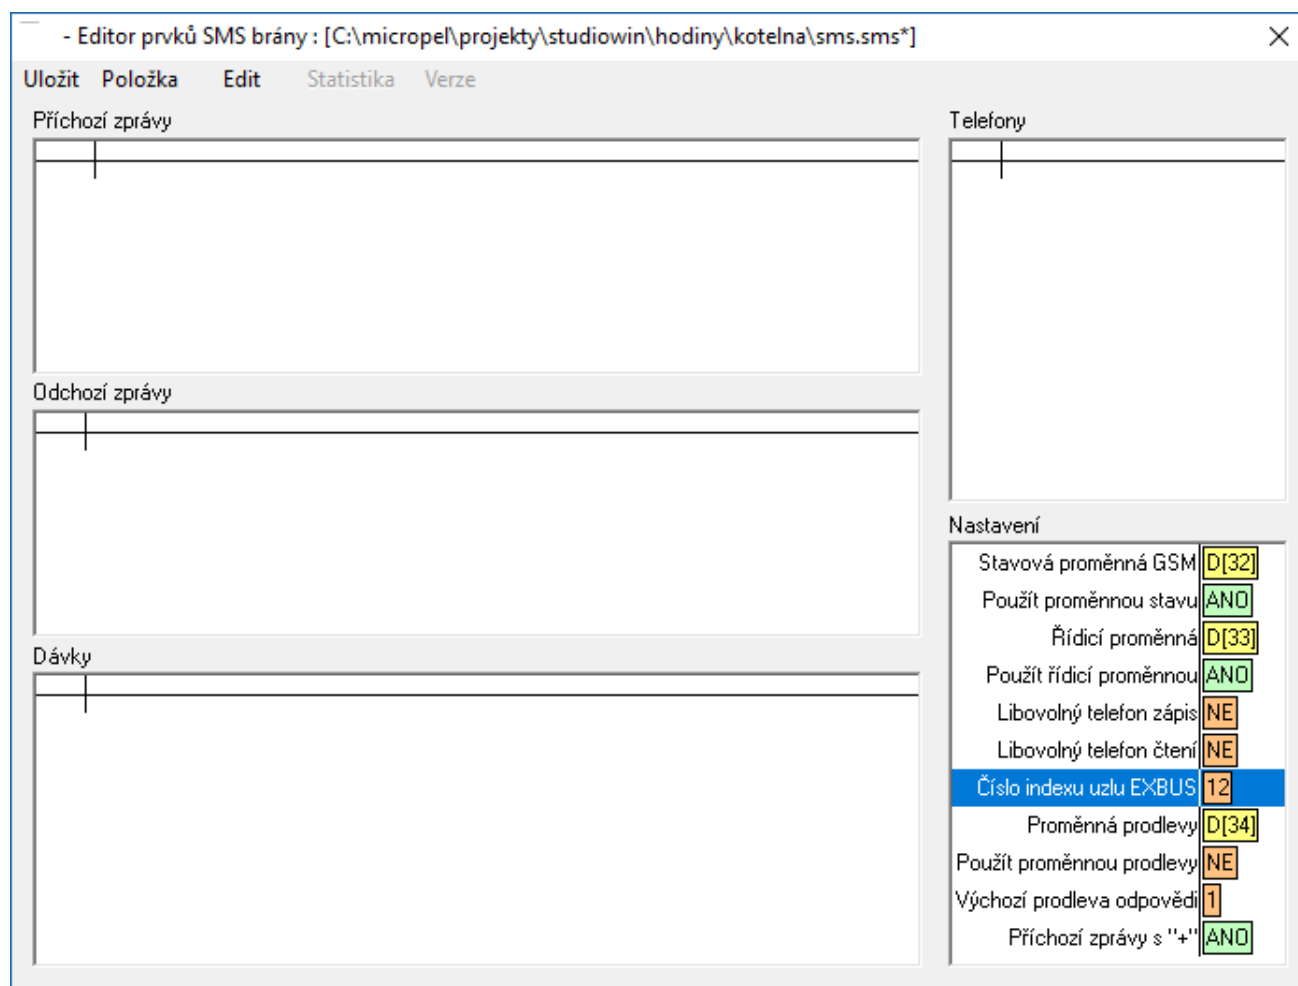 - Editor prvků SMS brány : [C:\micropel\projekty\studiowin\hodiny\kotelna\sms.sms*]
Uložit Položka Edit Statistika Verze
Příchozí zprávy
Odchozí zprávy
Dávky
Telefony
Nastavení
Stavová proměnná GSM D[32]
Použít proměnnou stavu ANO
Řídicí proměnná D[33]
Použít řídicí proměnnou ANO
Libovolný telefon zápis NE
Libovolný telefon čtení NE
Číslo indexu uzlu EXBUS 12
Proměnná prodlevy D[34]
Použít proměnnou prodlevy NE
Výchozí prodleva odpovědi 1
Příchozí zprávy s "+" ANO